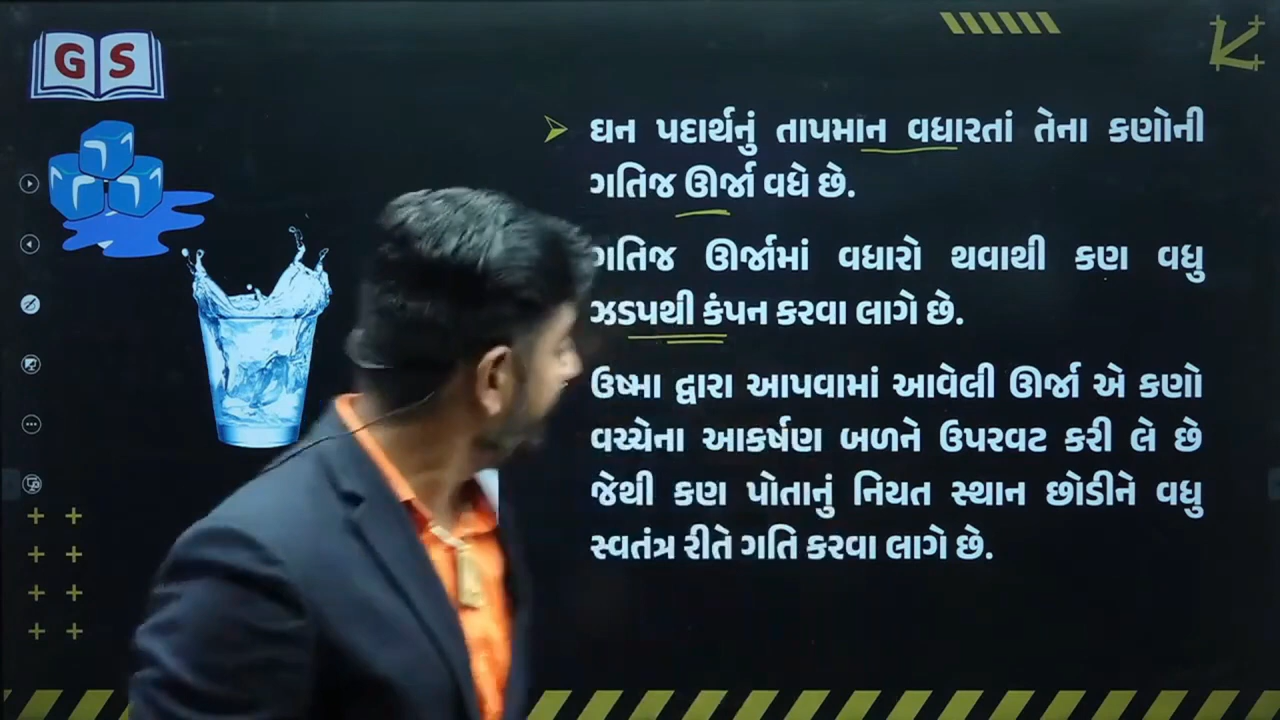 GS
ઘન પદાર્થનું તાપમાન વધારતાં તેના કણોની
ગતિજ ઊર્જા વધે છે.
ગતિજ ઊર્જામાં વધારો થવાથી કણ વધુ
ઝડપથી કંપન કરવા લાગે છે.
ઉષ્મા દ્વારા આપવામાં આવેલી ઊર્જા એ કણો
વચ્ચેના આકર્ષણ બળને ઉપરવટ કરી લે છે
જેથી કણ પોતાનું નિયત સ્થાન છોડીને વધુ
સ્વતંત્ર રીતે ગતિ કરવા લાગે છે.